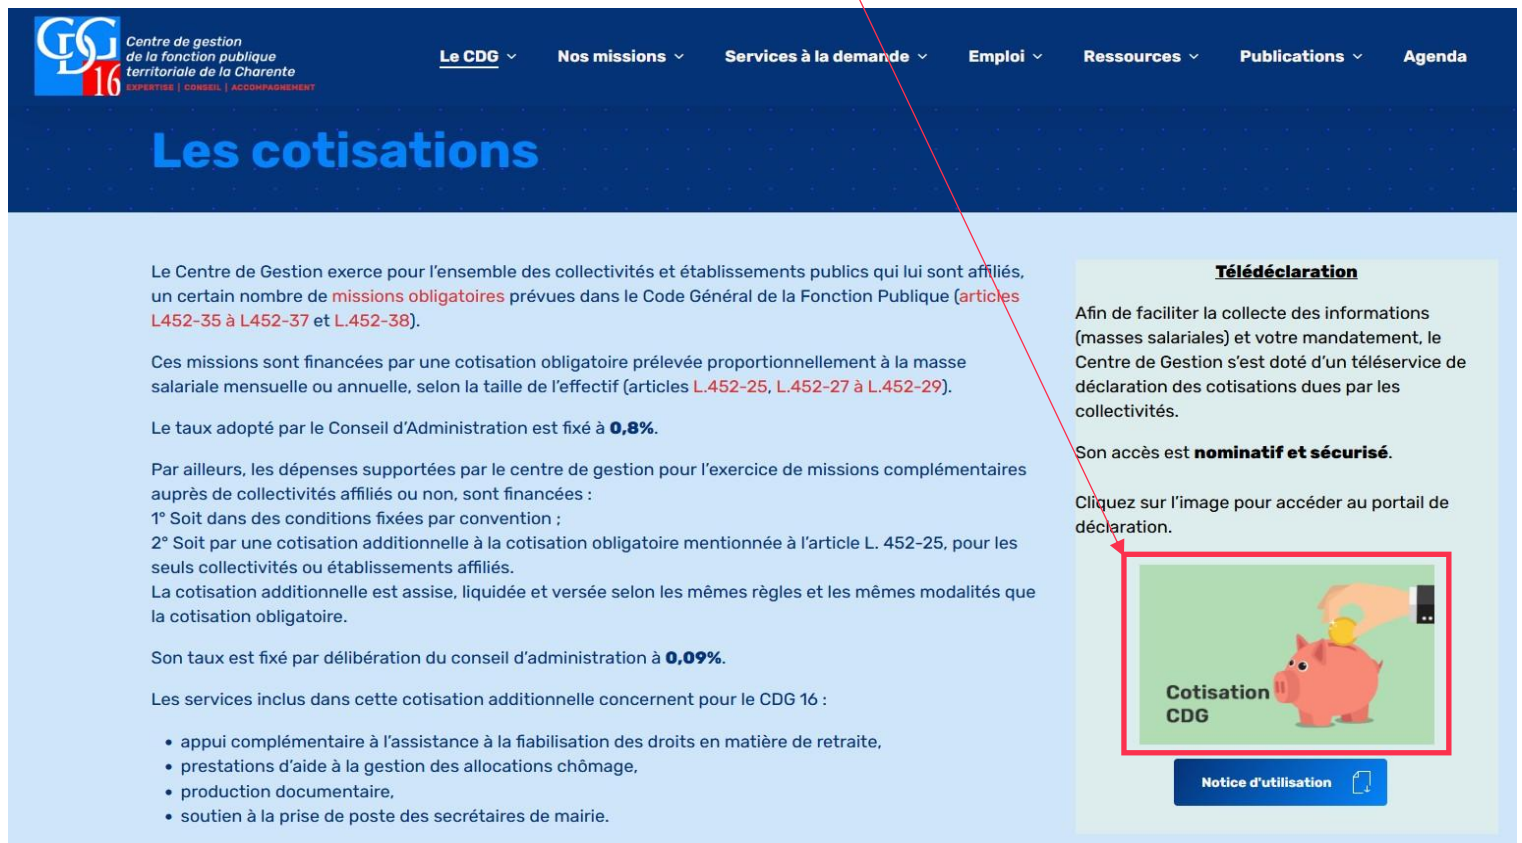 CDG 16
Centre de gestion
de la fonction publique
territoriale de la Charente
EXPERTISE | CONSEIL | ACCOMPAGNEMENT
Le CDG
Nos missions
Services à la demande
Emploi
Ressources
Publications
Agenda
Les cotisations
Le Centre de Gestion exerce pour l'ensemble des collectivités et établissements publics qui lui sont affiliés,
un certain nombre de missions obligatoires prévues dans le Code Général de la Fonction Publique (articles
L452-35 à L452-37 et L.452-38).
Ces missions sont financées par une cotisation obligatoire prélevée proportionnellement à la masse
salariale mensuelle ou annuelle, selon la taille de l'effectif (articles L.452-25, L.452-27 à L.452-29).
Le taux adopté par le Conseil d'Administration est fixé à 0,8%.
Par ailleurs, les dépenses supportées par le centre de gestion pour l'exercice de missions complémentaires
auprès de collectivités affiliés ou non, sont financées :
1° Soit dans des conditions fixées par convention ;
2° Soit par une cotisation additionnelle à la cotisation obligatoire mentionnée à l'article L. 452-25, pour les
seuls collectivités ou établissements affiliés.
La cotisation additionnelle est assise, liquidée et versée selon les mêmes règles et les mêmes modalités que
la cotisation obligatoire.
Son taux est fixé par délibération du conseil d'administration à 0,09%.
Les services inclus dans cette cotisation additionnelle concernent pour le CDG 16 :
• appui complémentaire à l'assistance à la fiabilisation des droits en matière de retraite,
• prestations d'aide à la gestion des allocations chômage,
• production documentaire,
• soutien à la prise de poste des secrétaires de mairie.
Télédéclaration
Afin de faciliter la collecte des informations
(masses salariales) et votre mandatement, le
Centre de Gestion s'est doté d'un téléservice de
déclaration des cotisations dues par les
collectivités.
Son accès est nominatif et sécurisé.
Cliquez sur l'image pour accéder au portail de
déclaration.
Cotisation
CDG
Notice d'utilisation